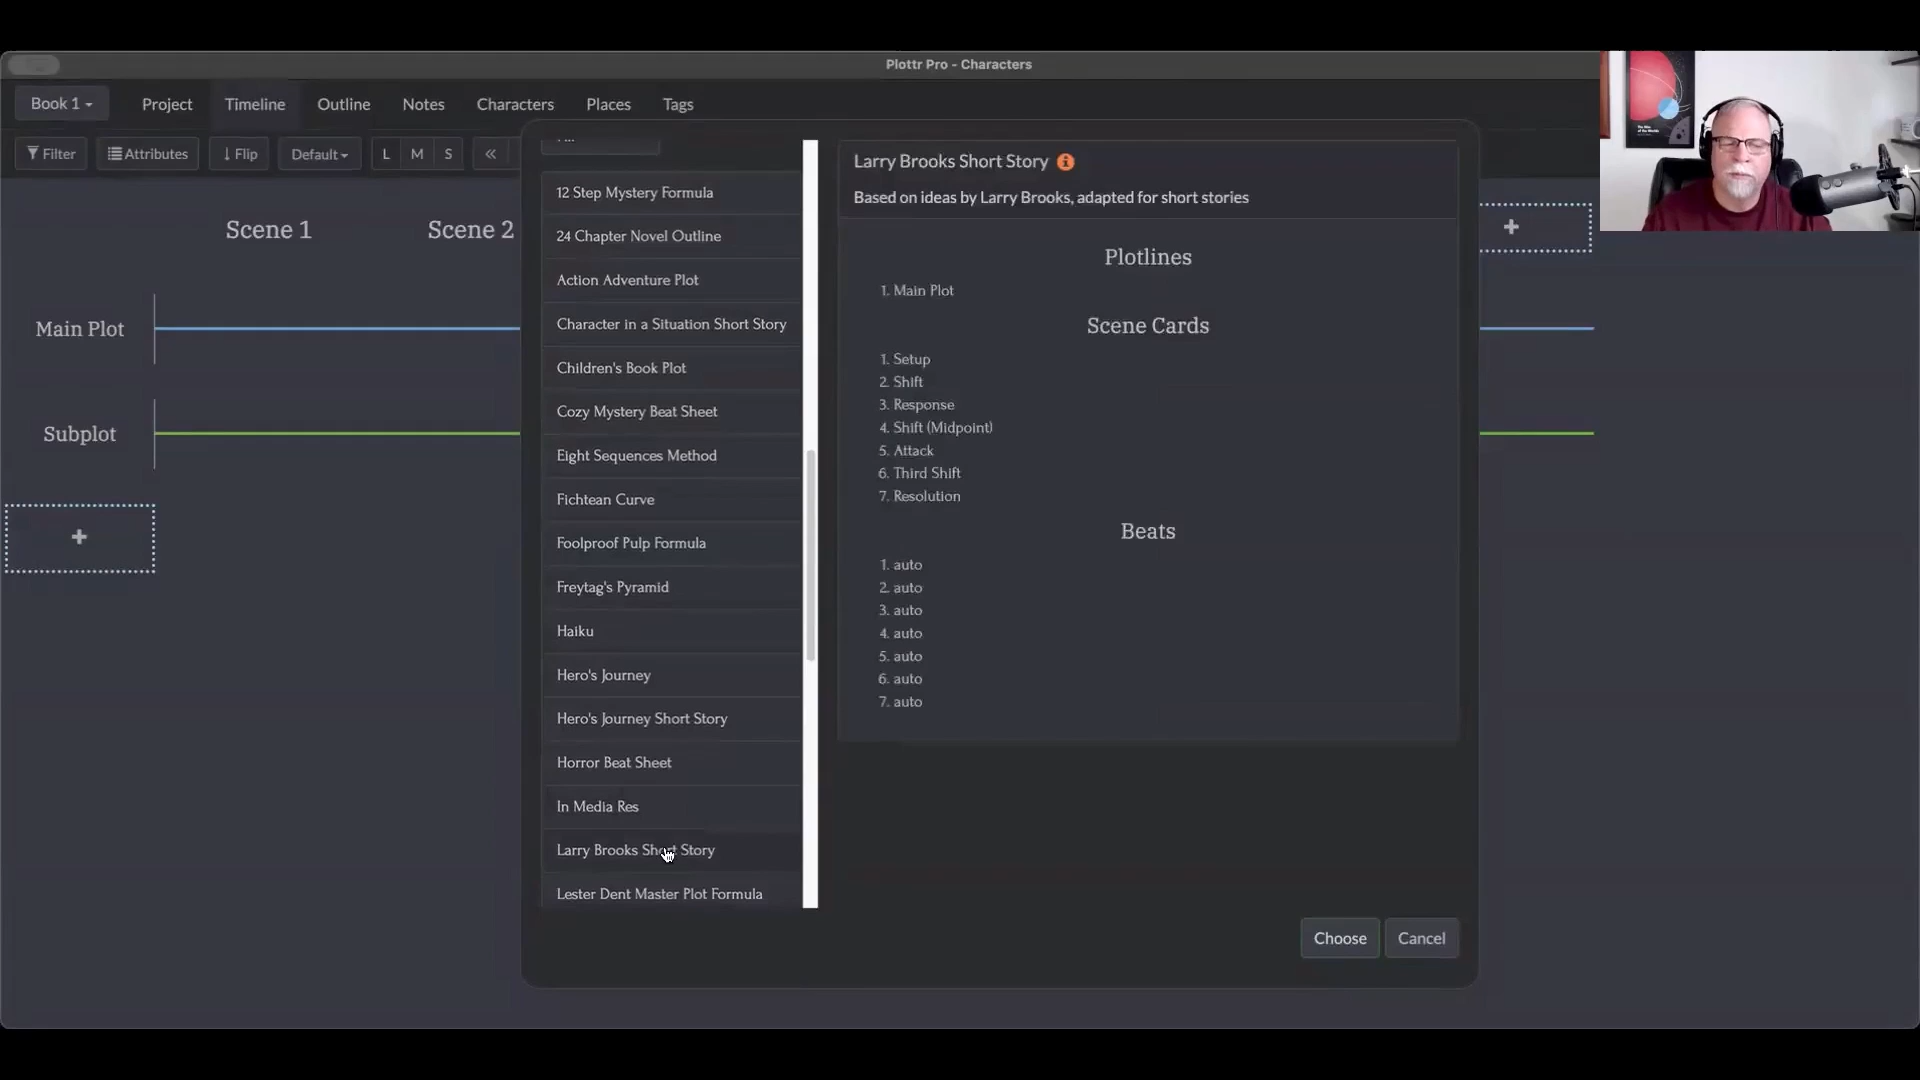 Plottr Pro - Characters
Book 1
Project
Timeline
Outline
Notes
Characters
Places
Tags
Filter
Attributes
Flip
Default
L
M
S
Scene 1
Scene 2
Main Plot
Subplot
12 Step Mystery Formula
24 Chapter Novel Outline
Action Adventure Plot
Character in a Situation Short Story
Children's Book Plot
Cozy Mystery Beat Sheet
Eight Sequences Method
Fichtean Curve
Foolproof Pulp Formula
Freytag's Pyramid
Haiku
Hero's Journey
Hero's Journey Short Story
Horror Beat Sheet
In Media Res
Larry Brooks Short Story
Lester Dent Master Plot Formula
Larry Brooks Short Story
Based on ideas by Larry Brooks, adapted for short stories
Plotlines
1. Main Plot
Scene Cards
1. Setup
2. Shift
3. Response
4. Shift (Midpoint)
5. Attack
6. Third Shift
7. Resolution
Beats
1. auto
2. auto
3. auto
4. auto
5. auto
6. auto
7. auto
Choose
Cancel